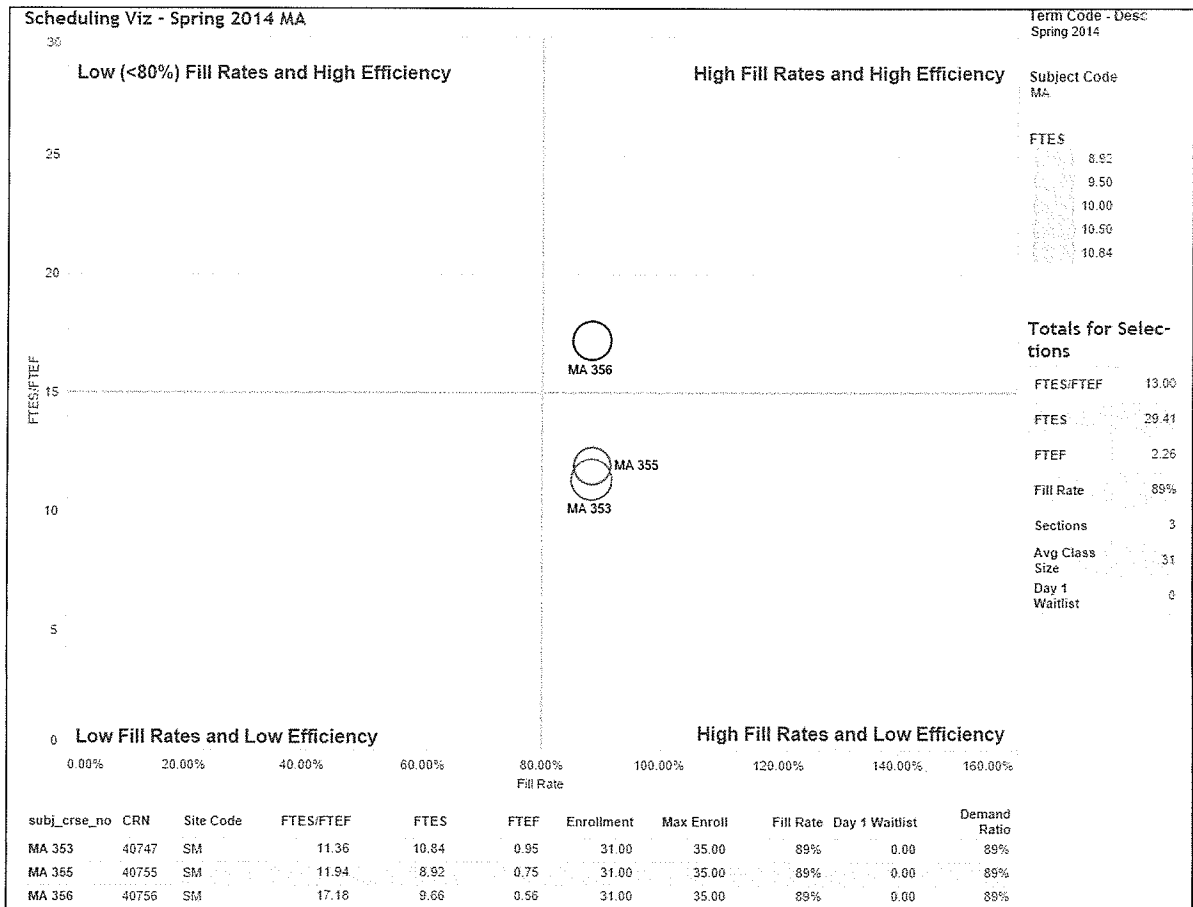 Scheduling Viz - Spring 2014 MA
Term Code - Desc
Spring 2014
Low (<80%) Fill Rates and High Efficiency
High Fill Rates and High Efficiency
Subject Code
MA
FTES
8.92
9.50
10.00
10.50
10.84
30
25
20
15
10
5
0
FTES/FTEF
MA 356
MA 355
MA 353
Totals for Selec-
tions
FTES/FTEF 13.00
FTES 29.41
FTEF 2.26
Fill Rate 89%
Sections 3
Avg Class
Size 31
Day 1
Waitlist 0
Low Fill Rates and Low Efficiency
High Fill Rates and Low Efficiency
0.00% 20.00% 40.00% 60.00% 80.00% 100.00% 120.00% 140.00% 160.00%
Fill Rate
subj_crse_no CRN Site Code FTES/FTEF FTES FTEF Enrollment Max Enroll Fill Rate Day 1 Waitlist Demand Ratio
MA 353 40747 SM 11.36 10.84 0.95 31.00 35.00 89% 0.00 89%
MA 355 40755 SM 11.94 8.92 0.75 31.00 35.00 89% 0.00 89%
MA 356 40756 SM 17.18 9.66 0.56 31.00 35.00 89% 0.00 89%